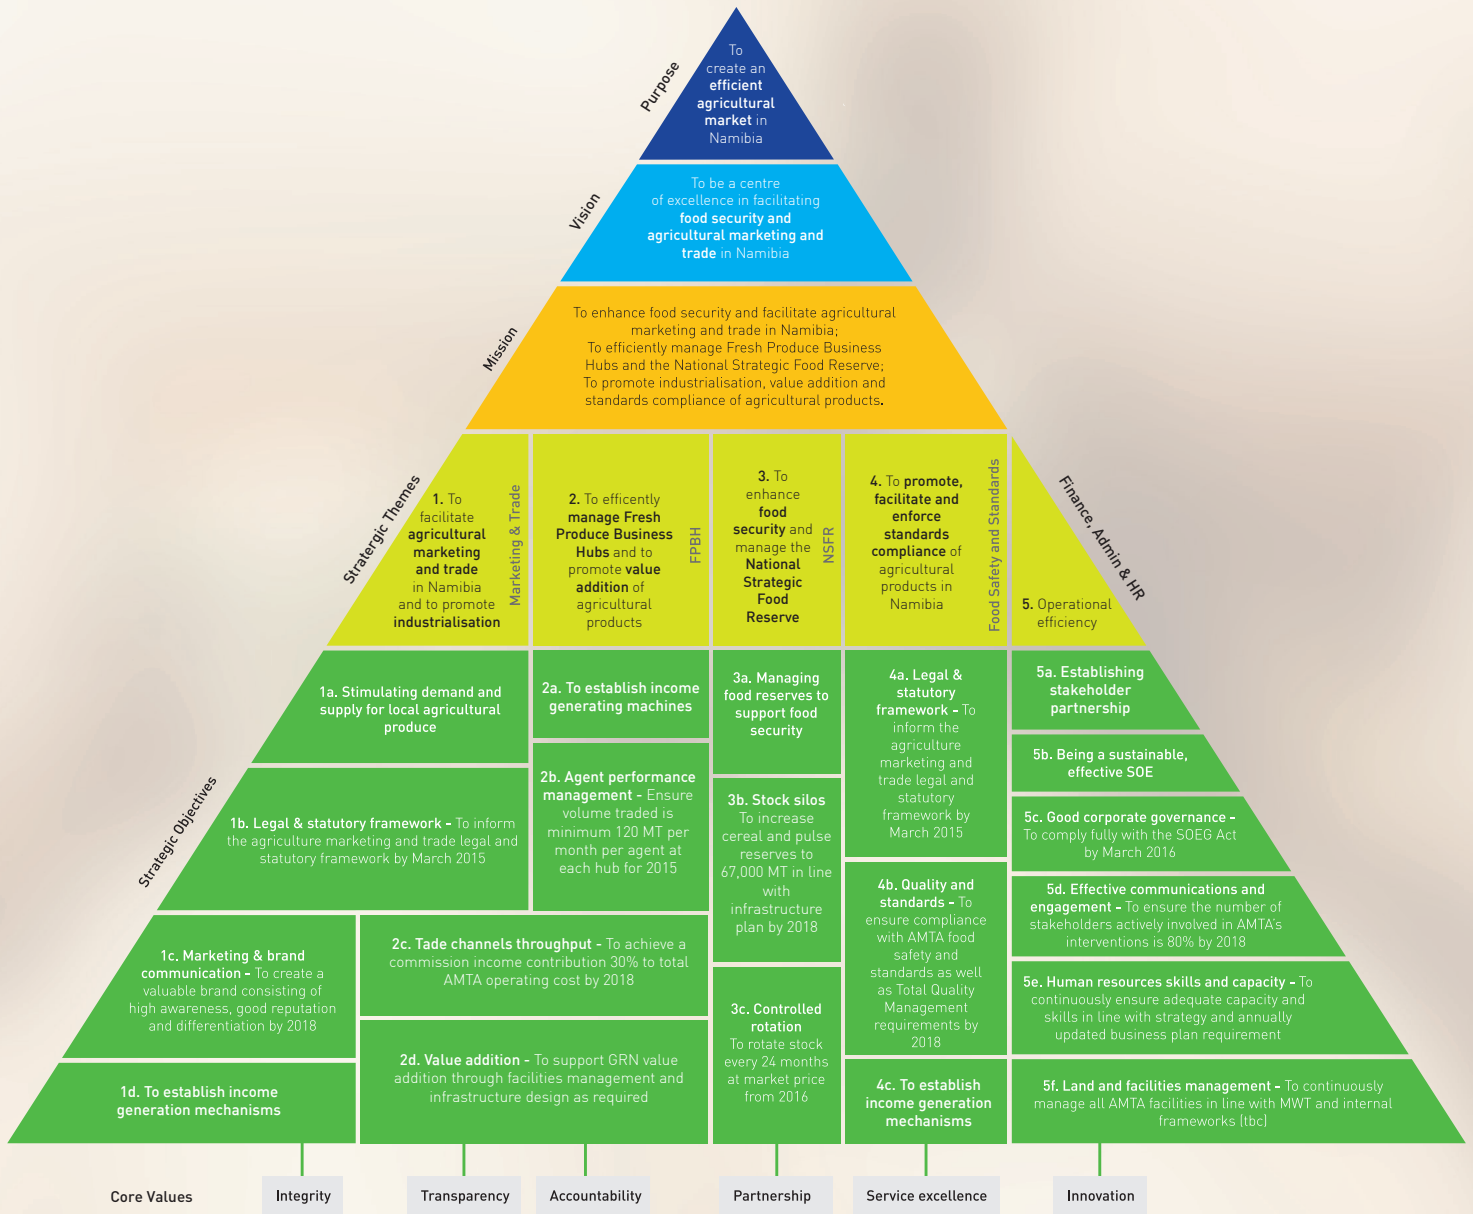 Purpose
To
create an
efficient
agricultural
market in
Namibia
Vision
To be a centre
of excellence in facilitating
food security and
agricultural marketing and
trade in Namibia
Mission
To enhance food security and facilitate agricultural
marketing and trade in Namibia;
To efficiently manage Fresh Produce Business
Hubs and the National Strategic Food Reserve;
To promote industrialisation, value addition and
standards compliance of agricultural products.
Stratergic Themes
1. To
facilitate
agricultural
marketing
and trade
in Namibia
and to promote
industrialisation
Marketing & Trade
2. To efficently
manage Fresh
Produce Business
Hubs and to
promote value
addition of
agricultural
products
FPBH
3. To
enhance
food
security and
manage the
National
Strategic
Food
Reserve
NSFR
4. To promote,
facilitate and
enforce
standards
compliance of
agricultural
products in
Namibia
Food Safety and Standards
5. Operational
efficiency
Finance, Admin & HR
Strategic Objectives
1a. Stimulating demand and
supply for local agricultural
produce
1b. Legal & statutory framework - To inform
the agriculture marketing and trade legal and
statutory framework by March 2015
1c. Marketing & brand
communication - To create a
valuable brand consisting of
high awareness, good reputation
and differentiation by 2018
1d. To establish income
generation mechanisms
2a. To establish income
generating machines
2b. Agent performance
management - Ensure
volume traded is
minimum 120 MT per
month per agent at
each hub for 2015
2c. Tade channels throughput - To achieve a
commission income contribution 30% to total
AMTA operating cost by 2018
2d. Value addition - To support GRN value
addition through facilities management and
infrastructure design as required
3a. Managing
food reserves to
support food
security
3b. Stock silos
To increase
cereal and pulse
reserves to
67,000 MT in line
with
infrastructure
plan by 2018
3c. Controlled
rotation
To rotate stock
every 24 months
at market price
from 2016
4a. Legal &
statutory
framework - To
inform the
agriculture
marketing and
trade legal and
statutory
framework by
March 2015
4b. Quality and
standards - To
ensure compliance
with AMTA food
safety and
standards as well
as Total Quality
Management
requirements by
2018
4c. To establish
income generation
mechanisms
5a. Establishing
stakeholder
partnership
5b. Being a sustainable,
effective SOE
5c. Good corporate governance -
To comply fully with the SOEG Act
by March 2016
5d. Effective communications and
engagement - To ensure the number of
stakeholders actively involved in AMTA's
interventions is 80% by 2018
5e. Human resources skills and capacity - To
continuously ensure adequate capacity and
skills in line with strategy and annually
updated business plan requirement
5f. Land and facilities management - To continuously
manage all AMTA facilities in line with MWT and internal
frameworks (tbc)
Core Values
Integrity
Transparency
Accountability
Partnership
Service excellence
Innovation